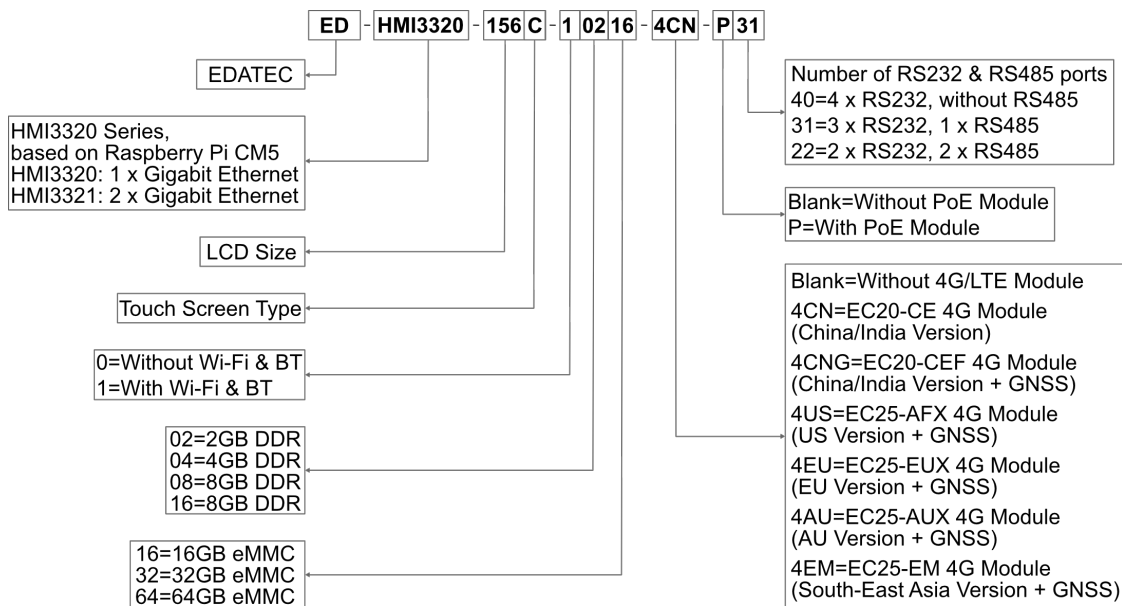 ED - HMI3320 - 156 C - 1 02 16 - 4CN - P 31
EDATEC
HMI3320 Series,
based on Raspberry Pi CM5
HMI3320: 1 x Gigabit Ethernet
HMI3321: 2 x Gigabit Ethernet
LCD Size
Touch Screen Type
0=Without Wi-Fi & BT
1=With Wi-Fi & BT
02=2GB DDR
04=4GB DDR
08=8GB DDR
16=8GB DDR
16=16GB eMMC
32=32GB eMMC
64=64GB eMMC
Number of RS232 & RS485 ports
40=4 x RS232, without RS485
31=3 x RS232, 1 x RS485
22=2 x RS232, 2 x RS485
Blank=Without PoE Module
P=With PoE Module
Blank=Without 4G/LTE Module
4CN=EC20-CE 4G Module
(China/India Version)
4CNG=EC20-CEF 4G Module
(China/India Version + GNSS)
4US=EC25-AFX 4G Module
(US Version + GNSS)
4EU=EC25-EUX 4G Module
(EU Version + GNSS)
4AU=EC25-AUX 4G Module
(AU Version + GNSS)
4EM=EC25-EM 4G Module
(South-East Asia Version + GNSS)